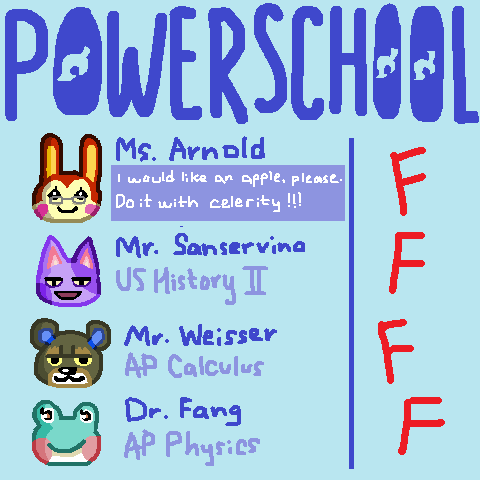 POWERSCHOOL
Ms. Arnold
I would like an apple, please.
Do it with celerity !!!
F
Mr. Sanservino
US History II
F
Mr. Weisser
AP Calculus
F
Dr. Fang
AP Physics
F